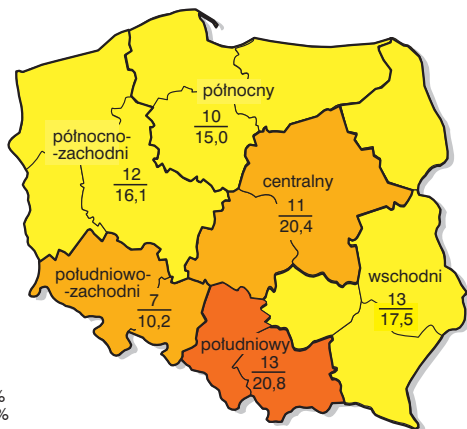 północny
10
15,0
północno-
-zachodni
12
16,1
centralny
11
20,4
południowo-
-zachodni
7
10,2
wschodni
13
17,5
południowy
13
20,8
%
%